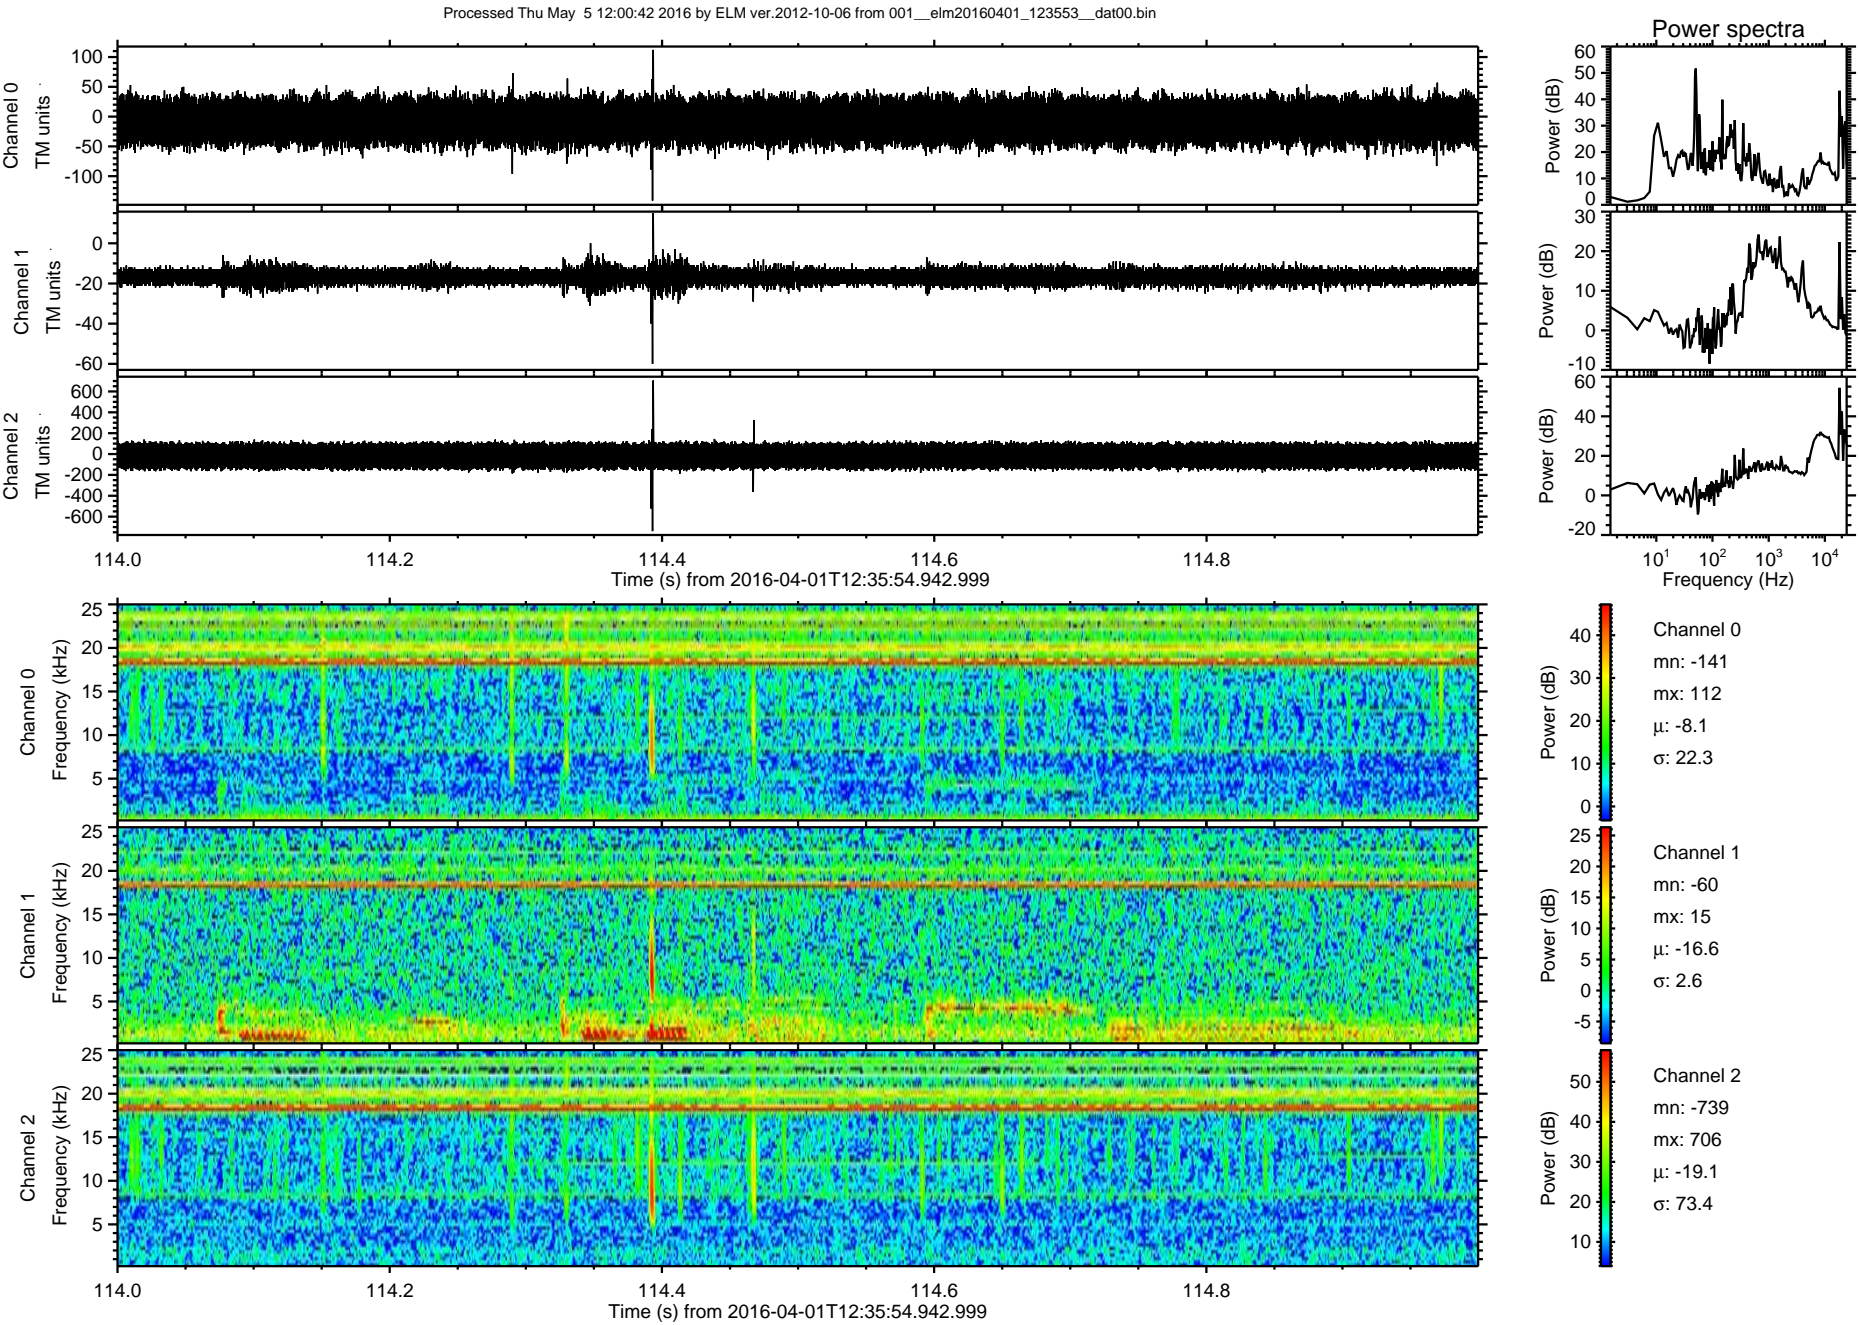 Processed Thu May  5 12:00:42 2016 by ELM ver.2012-10-06 from 001__elm20160401_123553__dat00.bin
Power spectra
Channel 0
TM units
100
50
0
-50
-100
Power (dB)
60
50
40
30
20
10
0
Channel 1
TM units
0
-20
-40
-60
Power (dB)
30
20
10
0
-10
Channel 2
TM units
600
400
200
0
-200
-400
-600
Power (dB)
60
40
20
0
-20
114.0 114.2 114.4 114.6 114.8
Time (s) from 2016-04-01T12:35:54.942.999
10¹ 10² 10³ 10⁴
Frequency (Hz)
Channel 0
Frequency (kHz)
25
20
15
10
5
Power (dB)
40
30
20
10
0
Channel 0
mn: -141
mx: 112
μ: -8.1
σ: 22.3
Channel 1
Frequency (kHz)
25
20
15
10
5
Power (dB)
25
20
15
10
5
0
-5
Channel 1
mn: -60
mx: 15
μ: -16.6
σ: 2.6
Channel 2
Frequency (kHz)
25
20
15
10
5
Power (dB)
50
40
30
20
10
Channel 2
mn: -739
mx: 706
μ: -19.1
σ: 73.4
114.0 114.2 114.4 114.6 114.8
Time (s) from 2016-04-01T12:35:54.942.999